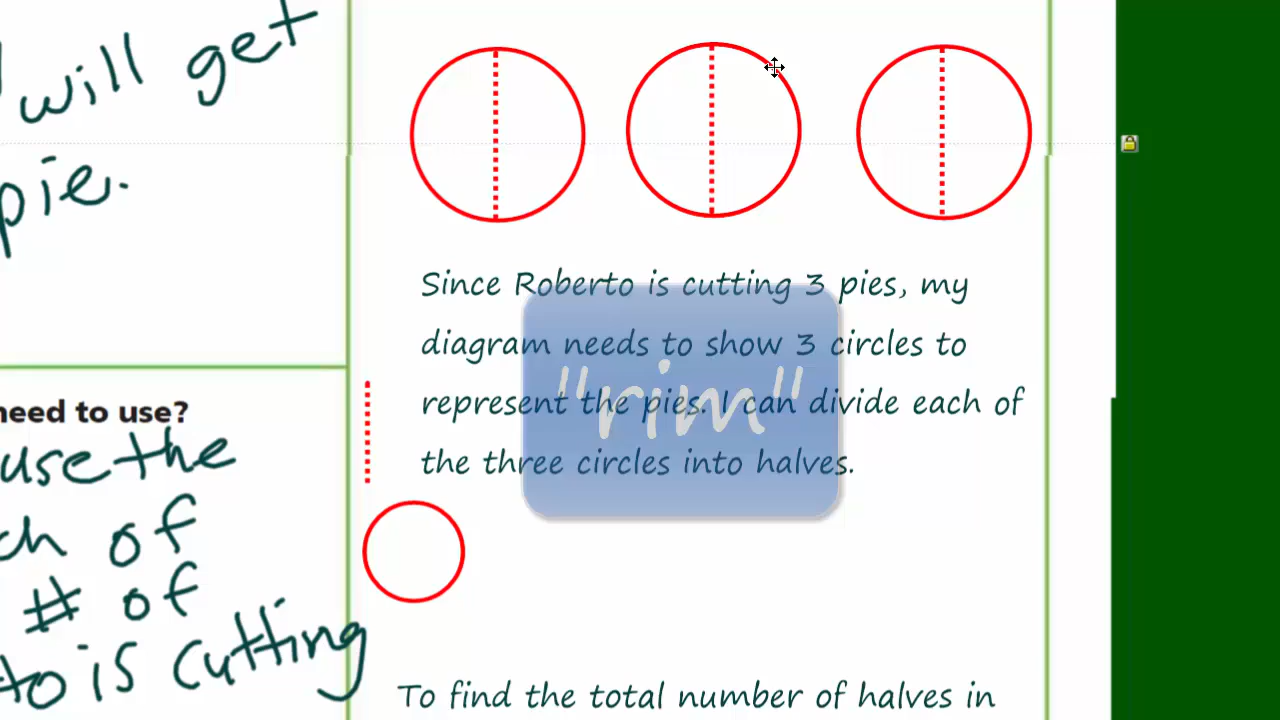 will get
pie.
Since Roberto is cutting 3 pies, my
diagram needs to show 3 circles to
represent the pies. I can divide each of
the three circles into halves.
"rim"
need to use?
use the
ch of
# of
to is cutting
To find the total number of halves in